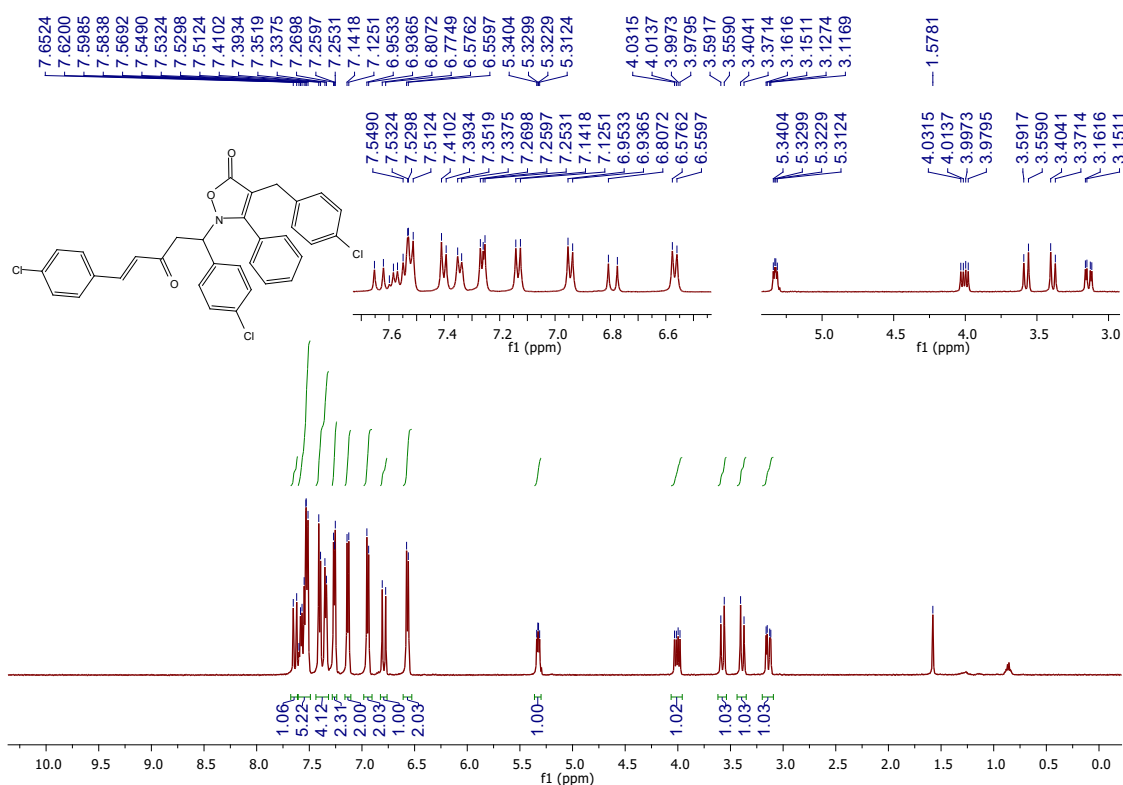 7.6524 7.6200 7.5985 7.5838 7.5692 7.5490 7.5324 7.5298 7.5124 7.4102 7.3934 7.3519 7.3375 7.2698 7.2597 7.2531 7.1418 7.1251 6.9533 6.9365 6.8072 6.7749 6.5762 6.5597 5.3404 5.3299 5.3229 5.3124 4.0315 4.0137 3.9973 3.9795 3.5917 3.5590 3.4041 3.3714 3.1616 3.1511 3.1274 3.1169 1.5781
7.5490 7.5324 7.5298 7.5124 7.4102 7.3934 7.3519 7.3375 7.2698 7.2597 7.2531 7.1418 7.1251 6.9533 6.9365 6.8072 6.5762 6.5597 5.3404 5.3299 5.3229 5.3124 4.0315 4.0137 3.9973 3.9795 3.5917 3.5590 3.4041 3.3714 3.1616 3.1511
O
O
N
Cl
Cl
O
Cl
7.6 7.4 7.2 7.0 6.8 6.6
f1 (ppm)
5.0 4.5 4.0 3.5 3.0
f1 (ppm)
1.06 5.22 4.12 2.31 2.00 2.03 1.00 2.03 1.00 1.02 1.03 1.03 1.03
10.0 9.5 9.0 8.5 8.0 7.5 7.0 6.5 6.0 5.5 5.0 4.5 4.0 3.5 3.0 2.5 2.0 1.5 1.0 0.5 0.0
f1 (ppm)